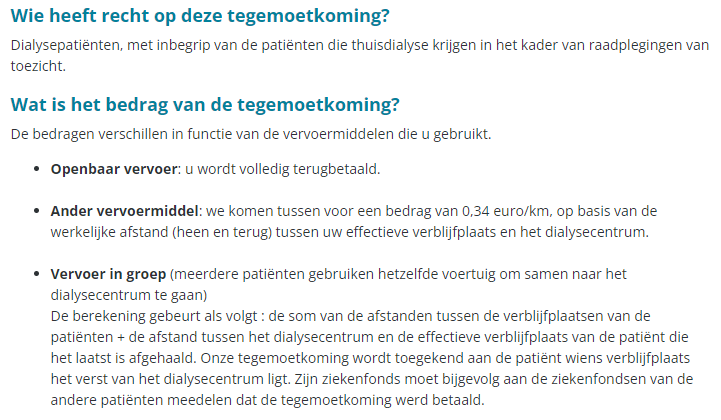 Wie heeft recht op deze tegemoetkoming?
Dialysepatiënten, met inbegrip van de patiënten die thuisdialyse krijgen in het kader van raadplegingen van
toezicht.
Wat is het bedrag van de tegemoetkoming?
De bedragen verschillen in functie van de vervoermiddelen die u gebruikt.
• Openbaar vervoer: u wordt volledig terugbetaald.
• Ander vervoermiddel: we komen tussen voor een bedrag van 0,34 euro/km, op basis van de
werkelijke afstand (heen en terug) tussen uw effectieve verblijfplaats en het dialysecentrum.
• Vervoer in groep (meerdere patiënten gebruiken hetzelfde voertuig om samen naar het
dialysecentrum te gaan)
De berekening gebeurt als volgt : de som van de afstanden tussen de verblijfplaatsen van de
patiënten + de afstand tussen het dialysecentrum en de effectieve verblijfplaats van de patiënt die
het laatst is afgehaald. Onze tegemoetkoming wordt toegekend aan de patiënt wiens verblijfplaats
het verst van het dialysecentrum ligt. Zijn ziekenfonds moet bijgevolg aan de ziekenfondsen van de
andere patiënten meedelen dat de tegemoetkoming werd betaald.